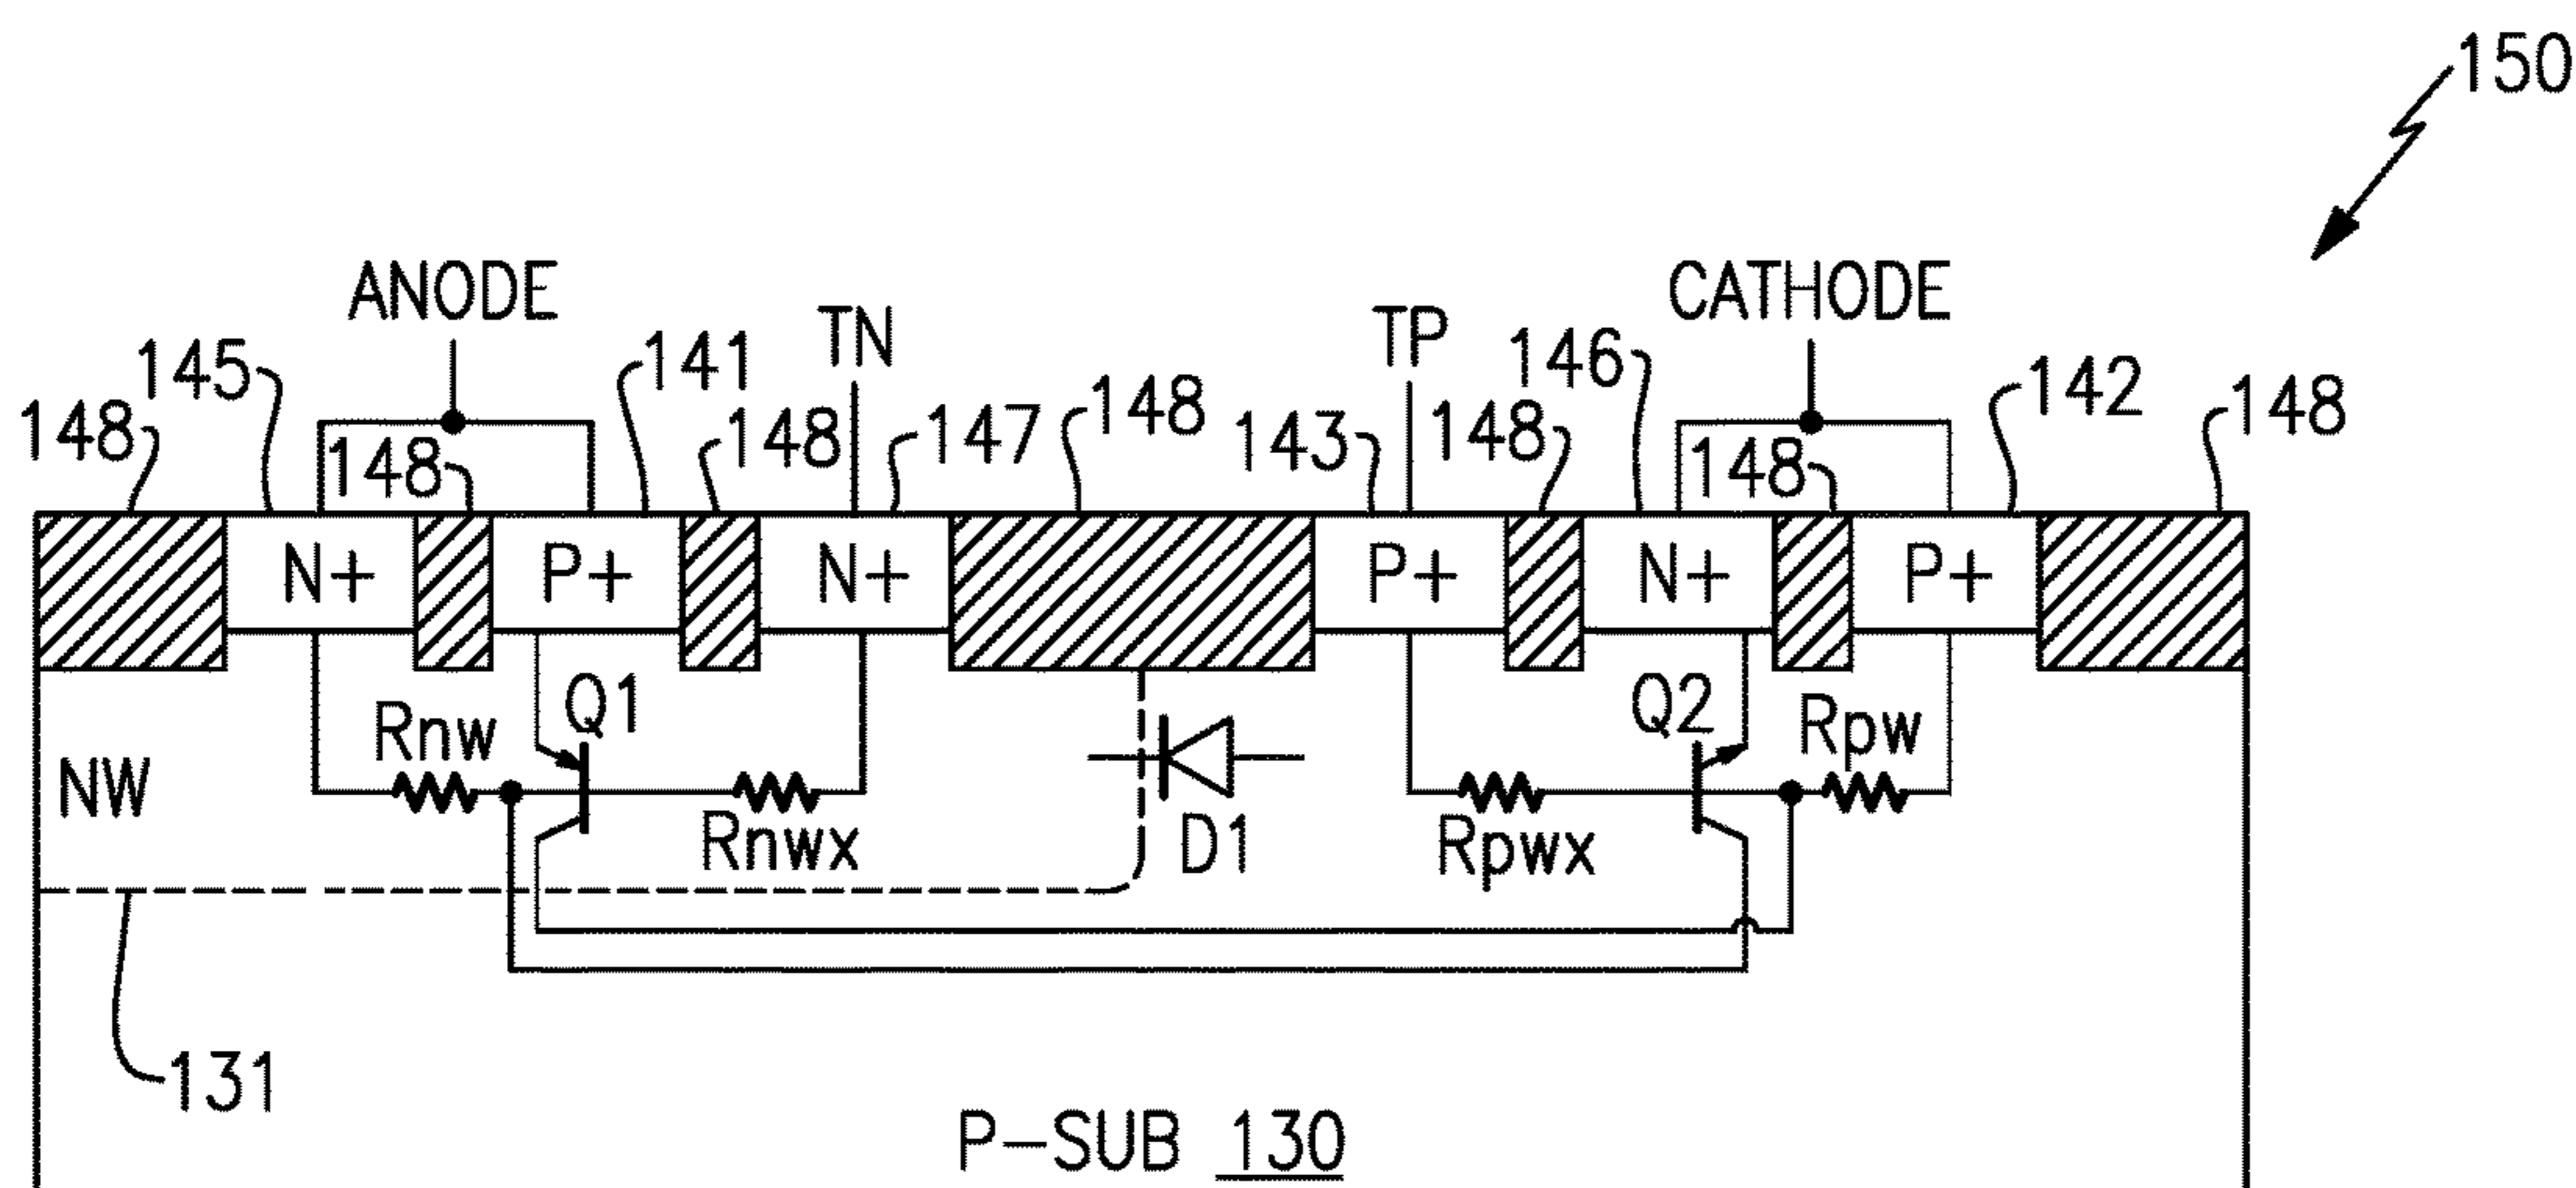 150
ANODE
CATHODE
TN
TP
145
141
146
142
148
148
148
147
148
143
148
148
148
N+
P+
N+
P+
N+
P+
Rnw
Q1
Rnwx
NW
D1
Q2
Rpw
Rpwx
131
P-SUB 130